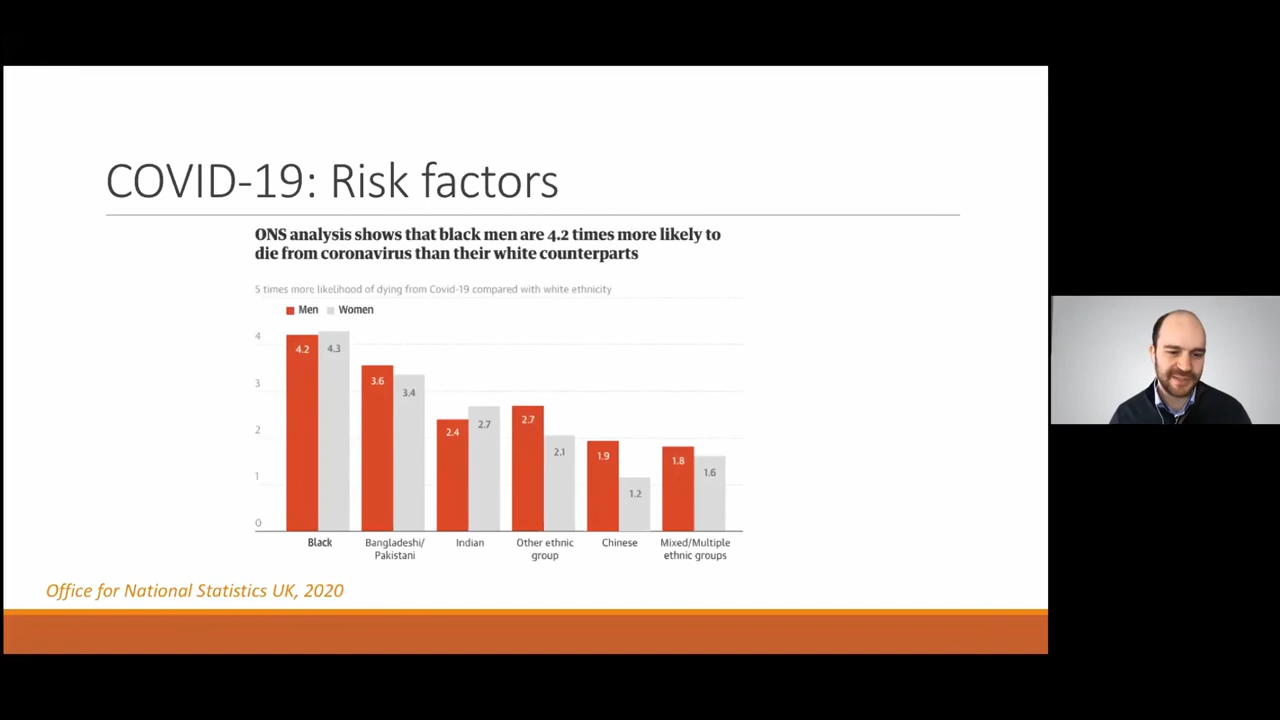 COVID-19: Risk factors
ONS analysis shows that black men are 4.2 times more likely to
die from coronavirus than their white counterparts
5 times more likelihood of dying from Covid-19 compared with white ethnicity
Men Women
4
3
2
1
0
4.2 4.3
3.6 3.4
2.4 2.7
2.7 2.1
1.9 1.2
1.8 1.6
Black
Bangladeshi/
Pakistani
Indian
Other ethnic
group
Chinese
Mixed/Multiple
ethnic groups
Office for National Statistics UK, 2020